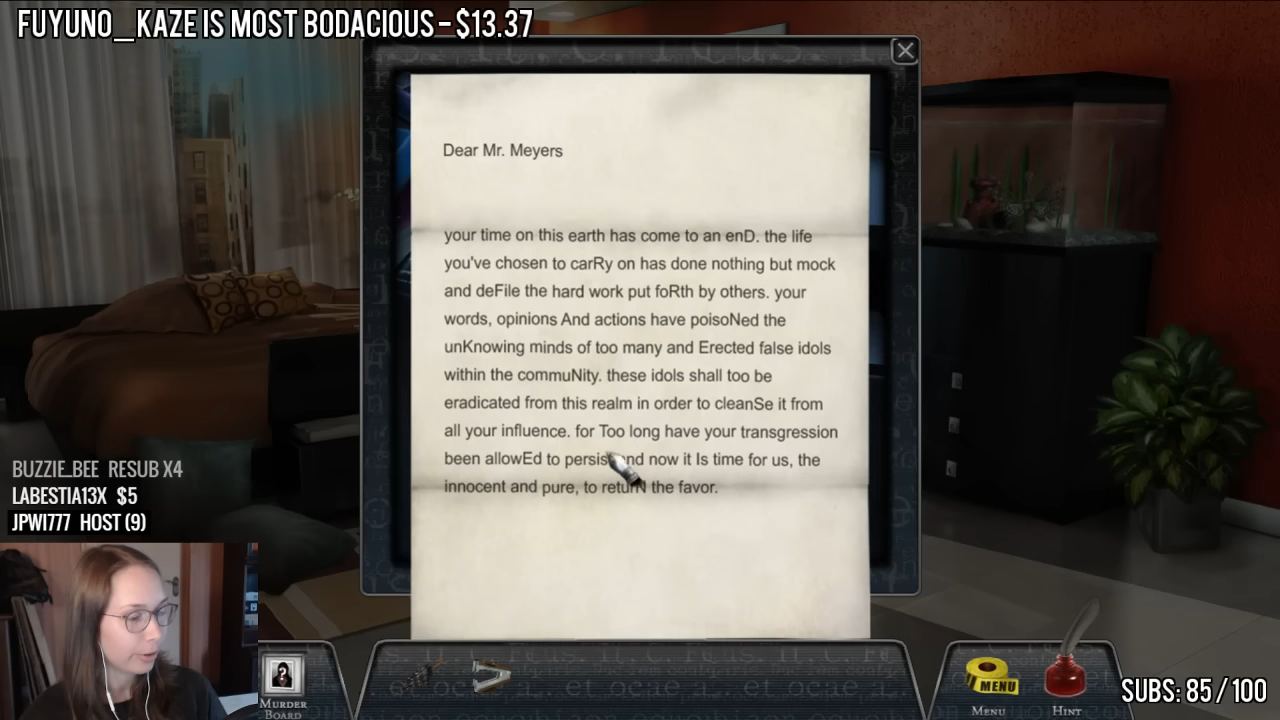 FUYUNO_KAZE IS MOST BODACIOUS - $13.37
Dear Mr. Meyers
your time on this earth has come to an enD. the life
you've chosen to carRy on has done nothing but mock
and deFile the hard work put foRth by others. your
words, opinions And actions have poisoNed the
unKnowing minds of too many and Erected false idols
within the commuNity. these idols shall too be
eradicated from this realm in order to cleanSe it from
all your influence. for Too long have your transgression
been allowEd to persist and now it Is time for us, the
innocent and pure, to returN the favor.
BUZZIE_BEE RESUB X4
LABESTIA13X $5
JPWI777 HOST (9)
MURDER
BOARD
MENU
MENU
HINT
SUBS: 85 / 100